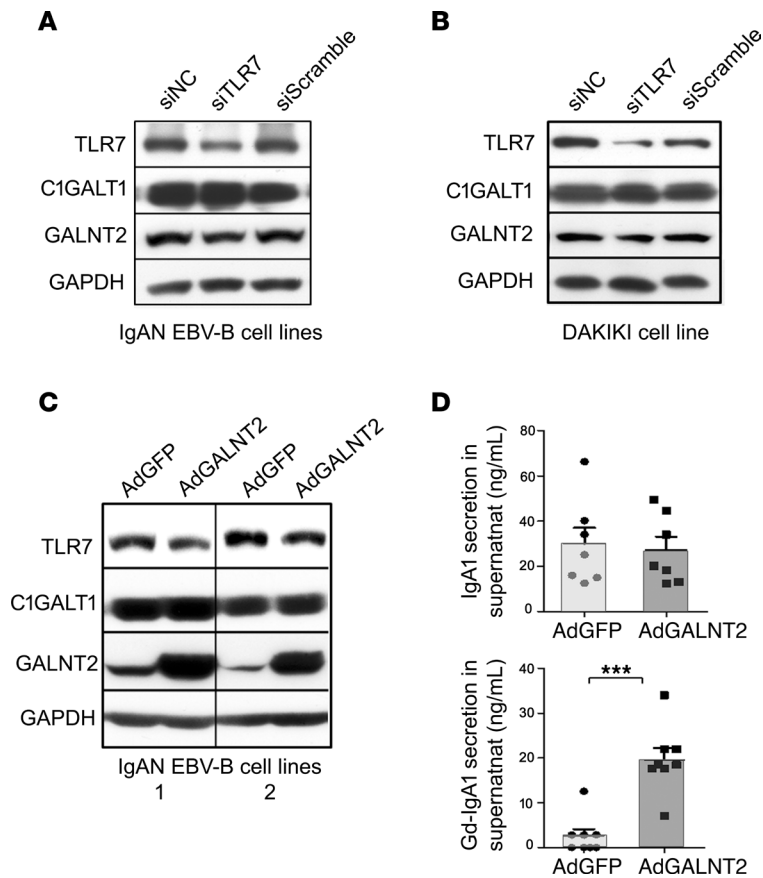 A
siNC siTLR7 siScramble
TLR7
C1GALT1
GALNT2
GAPDH
IgAN EBV-B cell lines
B
siNC siTLR7 siScramble
TLR7
C1GALT1
GALNT2
GAPDH
DAKIKI cell line
C
AdGFP AdGALNT2 AdGFP AdGALNT2
TLR7
C1GALT1
GALNT2
GAPDH
IgAN EBV-B cell lines
1 2
D
IgA1 secretion in
supernatnat (ng/mL)
80
60
40
20
0
AdGFP AdGALNT2
Gd-IgA1 secretion in
supernatnat (ng/mL)
40
30
20
10
0
***
AdGFP AdGALNT2